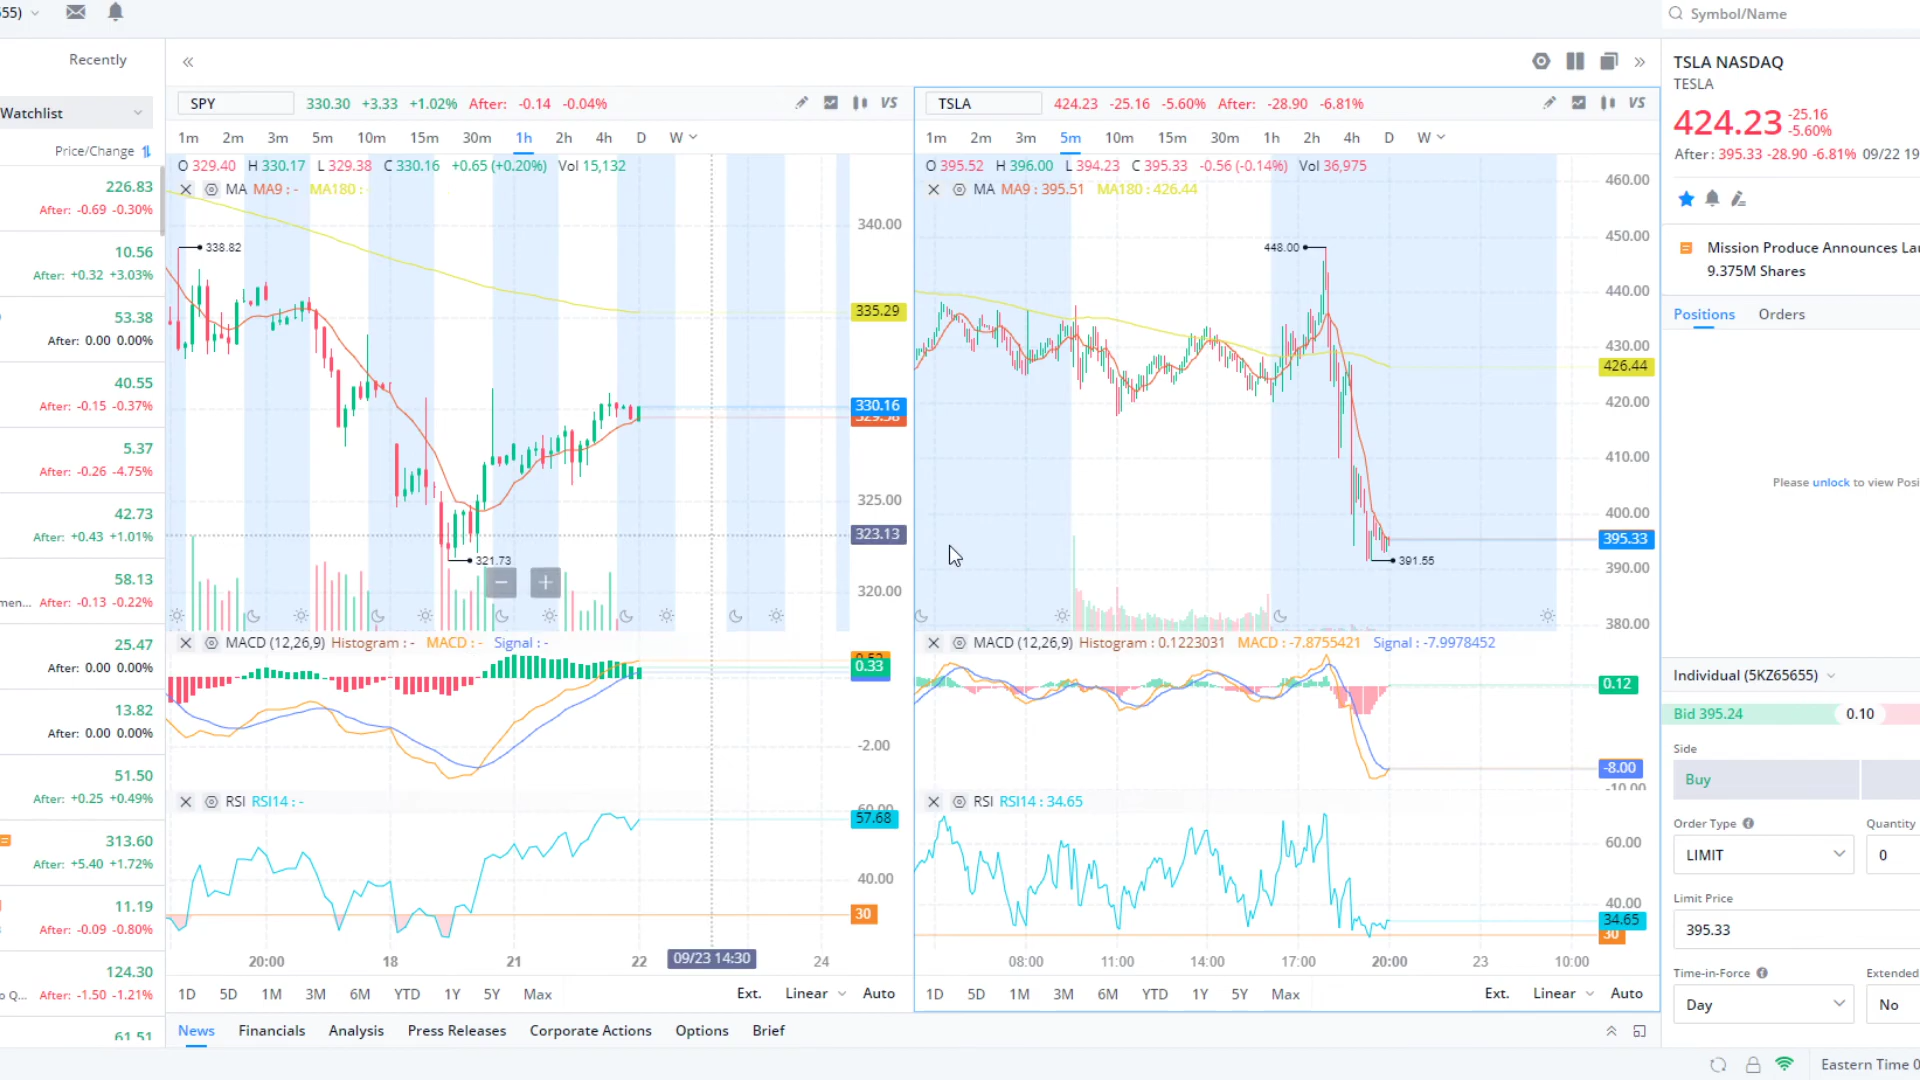 55)
Symbol/Name
Recently
Watchlist
Price/Change
226.83
After: -0.69 -0.30%
10.56
After: +0.32 +3.03%
53.38
After: 0.00 0.00%
40.55
After: -0.15 -0.37%
5.37
After: -0.26 -4.75%
42.73
After: +0.43 +1.01%
58.13
men... After: -0.13 -0.22%
25.47
After: 0.00 0.00%
13.82
After: 0.00 0.00%
51.50
After: +0.25 +0.49%
313.60
After: +5.40 +1.72%
11.19
After: -0.09 -0.80%
124.30
o Q... After: -1.50 -1.21%
61.51
SPY 330.30 +3.33 +1.02% After: -0.14 -0.04% VS
1m 2m 3m 5m 10m 15m 30m 1h 2h 4h D W
O 329.40 H 330.17 L 329.38 C 330.16 +0.65 (+0.20%) Vol 15,132
MA MA9 : - MA180 : -
340.00
338.82
335.29
330.16
325.00
323.13
321.73
320.00
MACD (12,26,9) Histogram : - MACD : - Signal : -
0.33
-2.00
RSI RSI14 : -
60.00
57.68
40.00
30
20:00 18 21 22 09/23 14:30 24
1D 5D 1M 3M 6M YTD 1Y 5Y Max Ext. Linear Auto
TSLA 424.23 -25.16 -5.60% After: -28.90 -6.81% VS
1m 2m 3m 5m 10m 15m 30m 1h 2h 4h D W
O 395.52 H 396.00 L 394.23 C 395.33 -0.56 (-0.14%) Vol 36,975
MA MA9 : 395.51 MA180 : 426.44
460.00
450.00
448.00
440.00
430.00
426.44
420.00
410.00
400.00
395.33
391.55
390.00
380.00
MACD (12,26,9) Histogram : 0.1223031 MACD : -7.8755421 Signal : -7.9978452
0.12
-8.00
-10.00
RSI RSI14 : 34.65
60.00
40.00
34.65
30
08:00 11:00 14:00 17:00 20:00 23 10:00
1D 5D 1M 3M 6M YTD 1Y 5Y Max Ext. Linear Auto
News Financials Analysis Press Releases Corporate Actions Options Brief
TSLA NASDAQ
TESLA
424.23 -25.16
-5.60%
After : 395.33 -28.90 -6.81% 09/22 19
Mission Produce Announces Lau
9.375M Shares
Positions Orders
Please unlock to view Posi
Individual (5KZ65655)
Bid 395.24 0.10
Side
Buy
Order Type Quantity
LIMIT 0
Limit Price
395.33
Time-in-Force Extended
Day No
Eastern Time 0